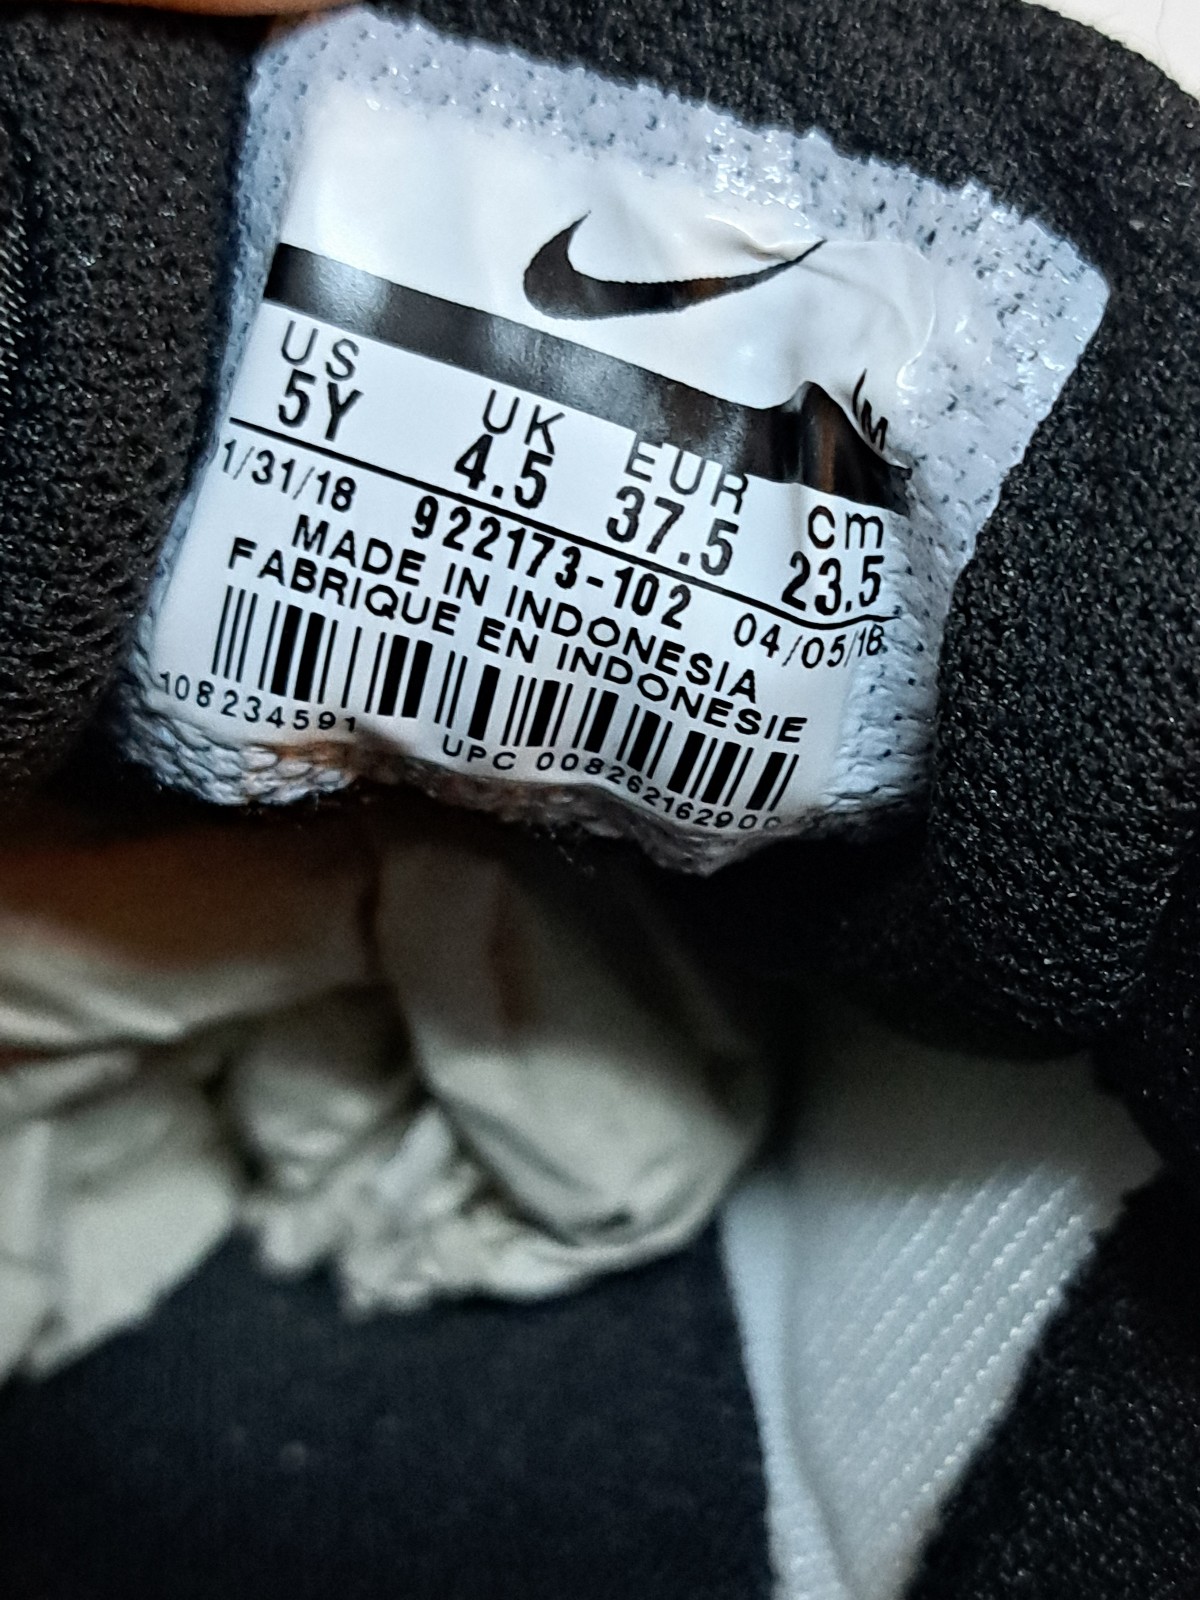 US UK EUR cm
5Y 4.5 37.5 23.5
1/31/18 922173-102 04/05/18
MADE IN INDONESIA
FABRIQUE EN INDONESIE
108234591 UPC 00826216290